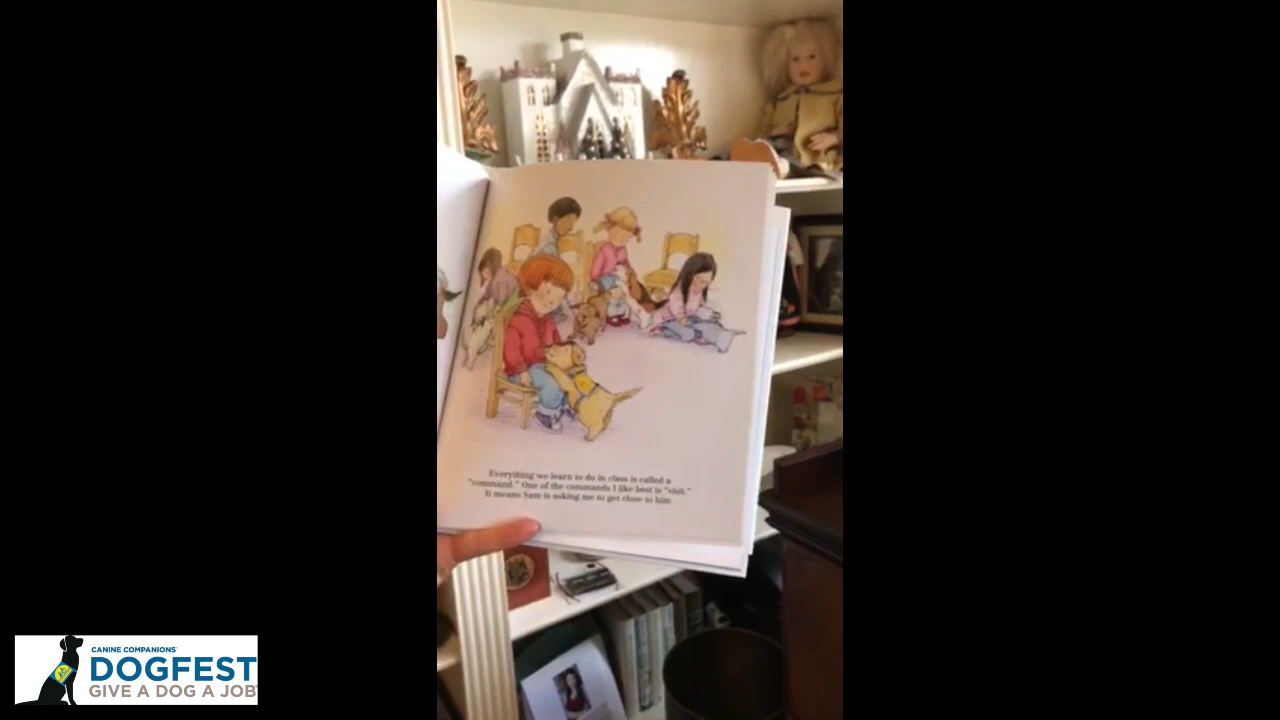 Everything we learn to do in class is called a
"command." One of the commands I like best is "visit."
It means Sam is asking me to get close to him.
CANINE COMPANIONS'
DOGFEST
GIVE A DOG A JOB